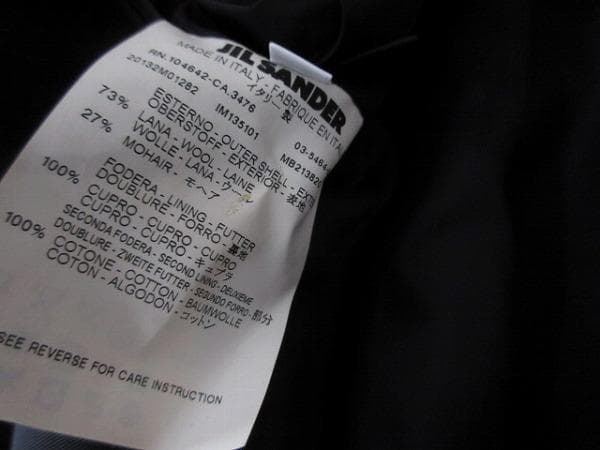 JIL SANDER
MADE IN ITALY - FABRIQUE EN ITAL
イタリー製
RN.104642-CA.3476
20132M01262 IM135101 03-5464
MB213820
ESTERNO - OUTER SHELL - EXTE
OBERSTOFF - EXTERIOR - 表地
73% LANA - WOOL - LAINE
WOLLE - LANA - ウール
27% MOHAIR - モヘア
FODERA - LINING - FUTTER
DOUBLURE - FORRO - 裏地
100% CUPRO - CUPRO - CUPRO
CUPRO - CUPRO - キュプラ
SECONDA FODERA - SECOND LINING - DEUXIEME
DOUBLURE - ZWEITE FUTTER - SEGUNDO FORRO - 部分
100% COTONE - COTTON - BAUMWOLLE
COTON - ALGODON - コットン
SEE REVERSE FOR CARE INSTRUCTION